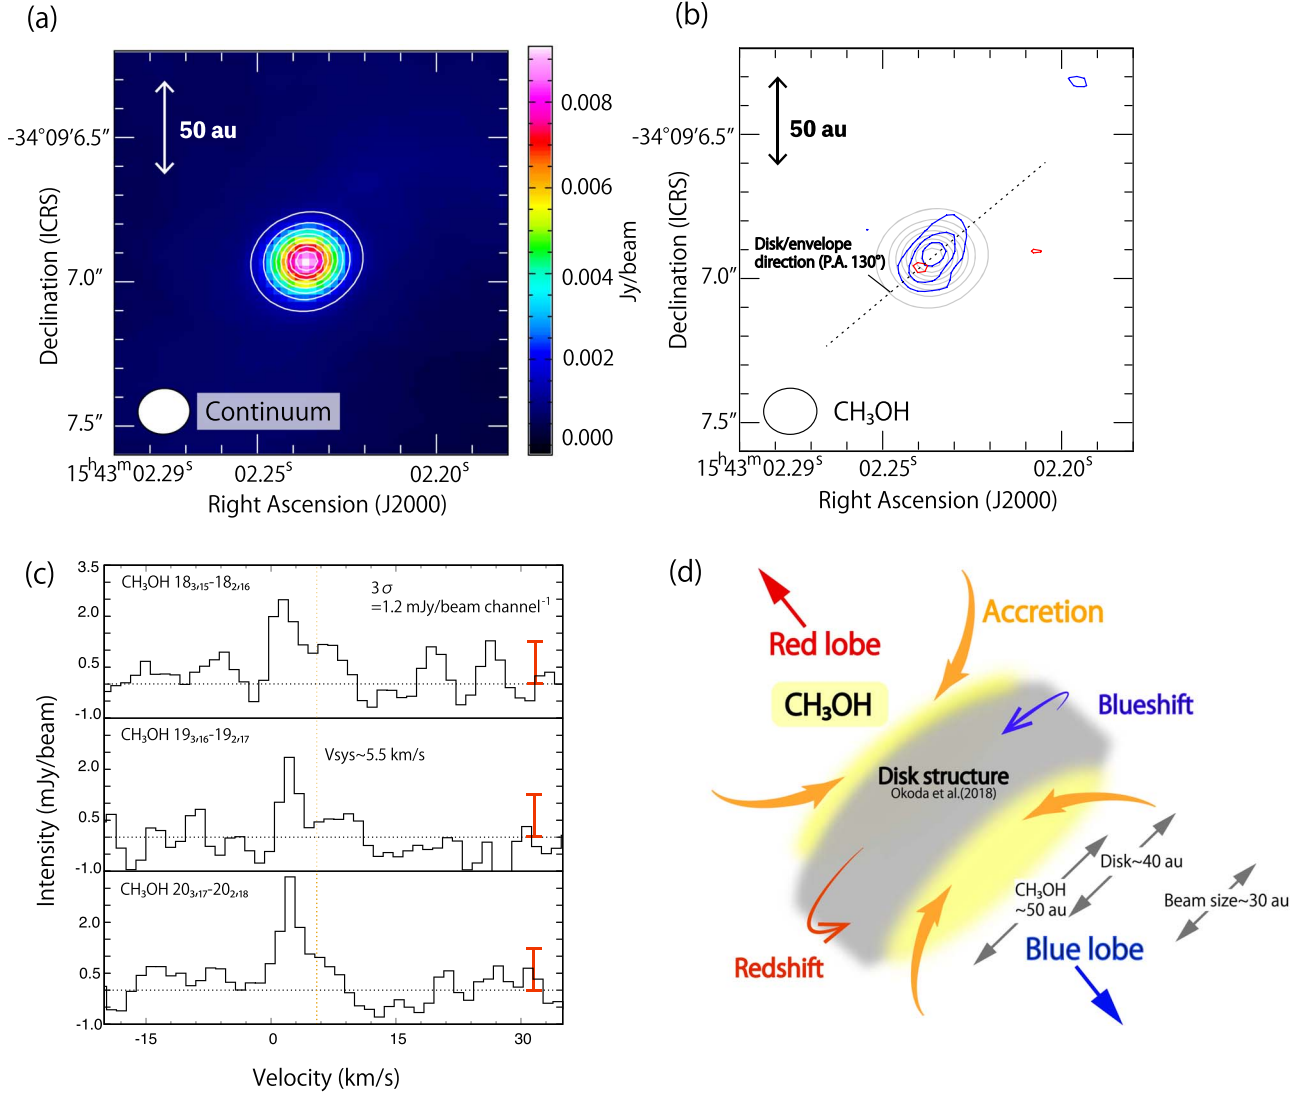 (a)
50 au
-34°09′6.5″
7.0″
7.5″
Declination (ICRS)
Continuum
15ʰ43ᵐ02.29ˢ
02.25ˢ
02.20ˢ
Right Ascension (J2000)
0.008
0.006
0.004
0.002
0.000
Jy/beam
(b)
50 au
-34°09′6.5″
7.0″
7.5″
Declination (ICRS)
Disk/envelope
direction (P.A. 130°)
CH₃OH
15ʰ43ᵐ02.29ˢ
02.25ˢ
02.20ˢ
Right Ascension (J2000)
(c)
3.5
2.0
0.5
-1.0
CH₃OH 18₃,₁₅-18₂,₁₆
3σ
=1.2 mJy/beam channel⁻¹
2.0
0.5
-1.0
CH₃OH 19₃,₁₆-19₂,₁₇
Vsys~5.5 km/s
2.0
0.5
-1.0
CH₃OH 20₃,₁₇-20₂,₁₈
Intensity (mJy/beam)
-15
0
15
30
Velocity (km/s)
(d)
Red lobe
Accretion
CH₃OH
Blueshift
Disk structure
Okoda et al.(2018)
Disk~40 au
CH₃OH
~50 au
Beam size~30 au
Blue lobe
Redshift